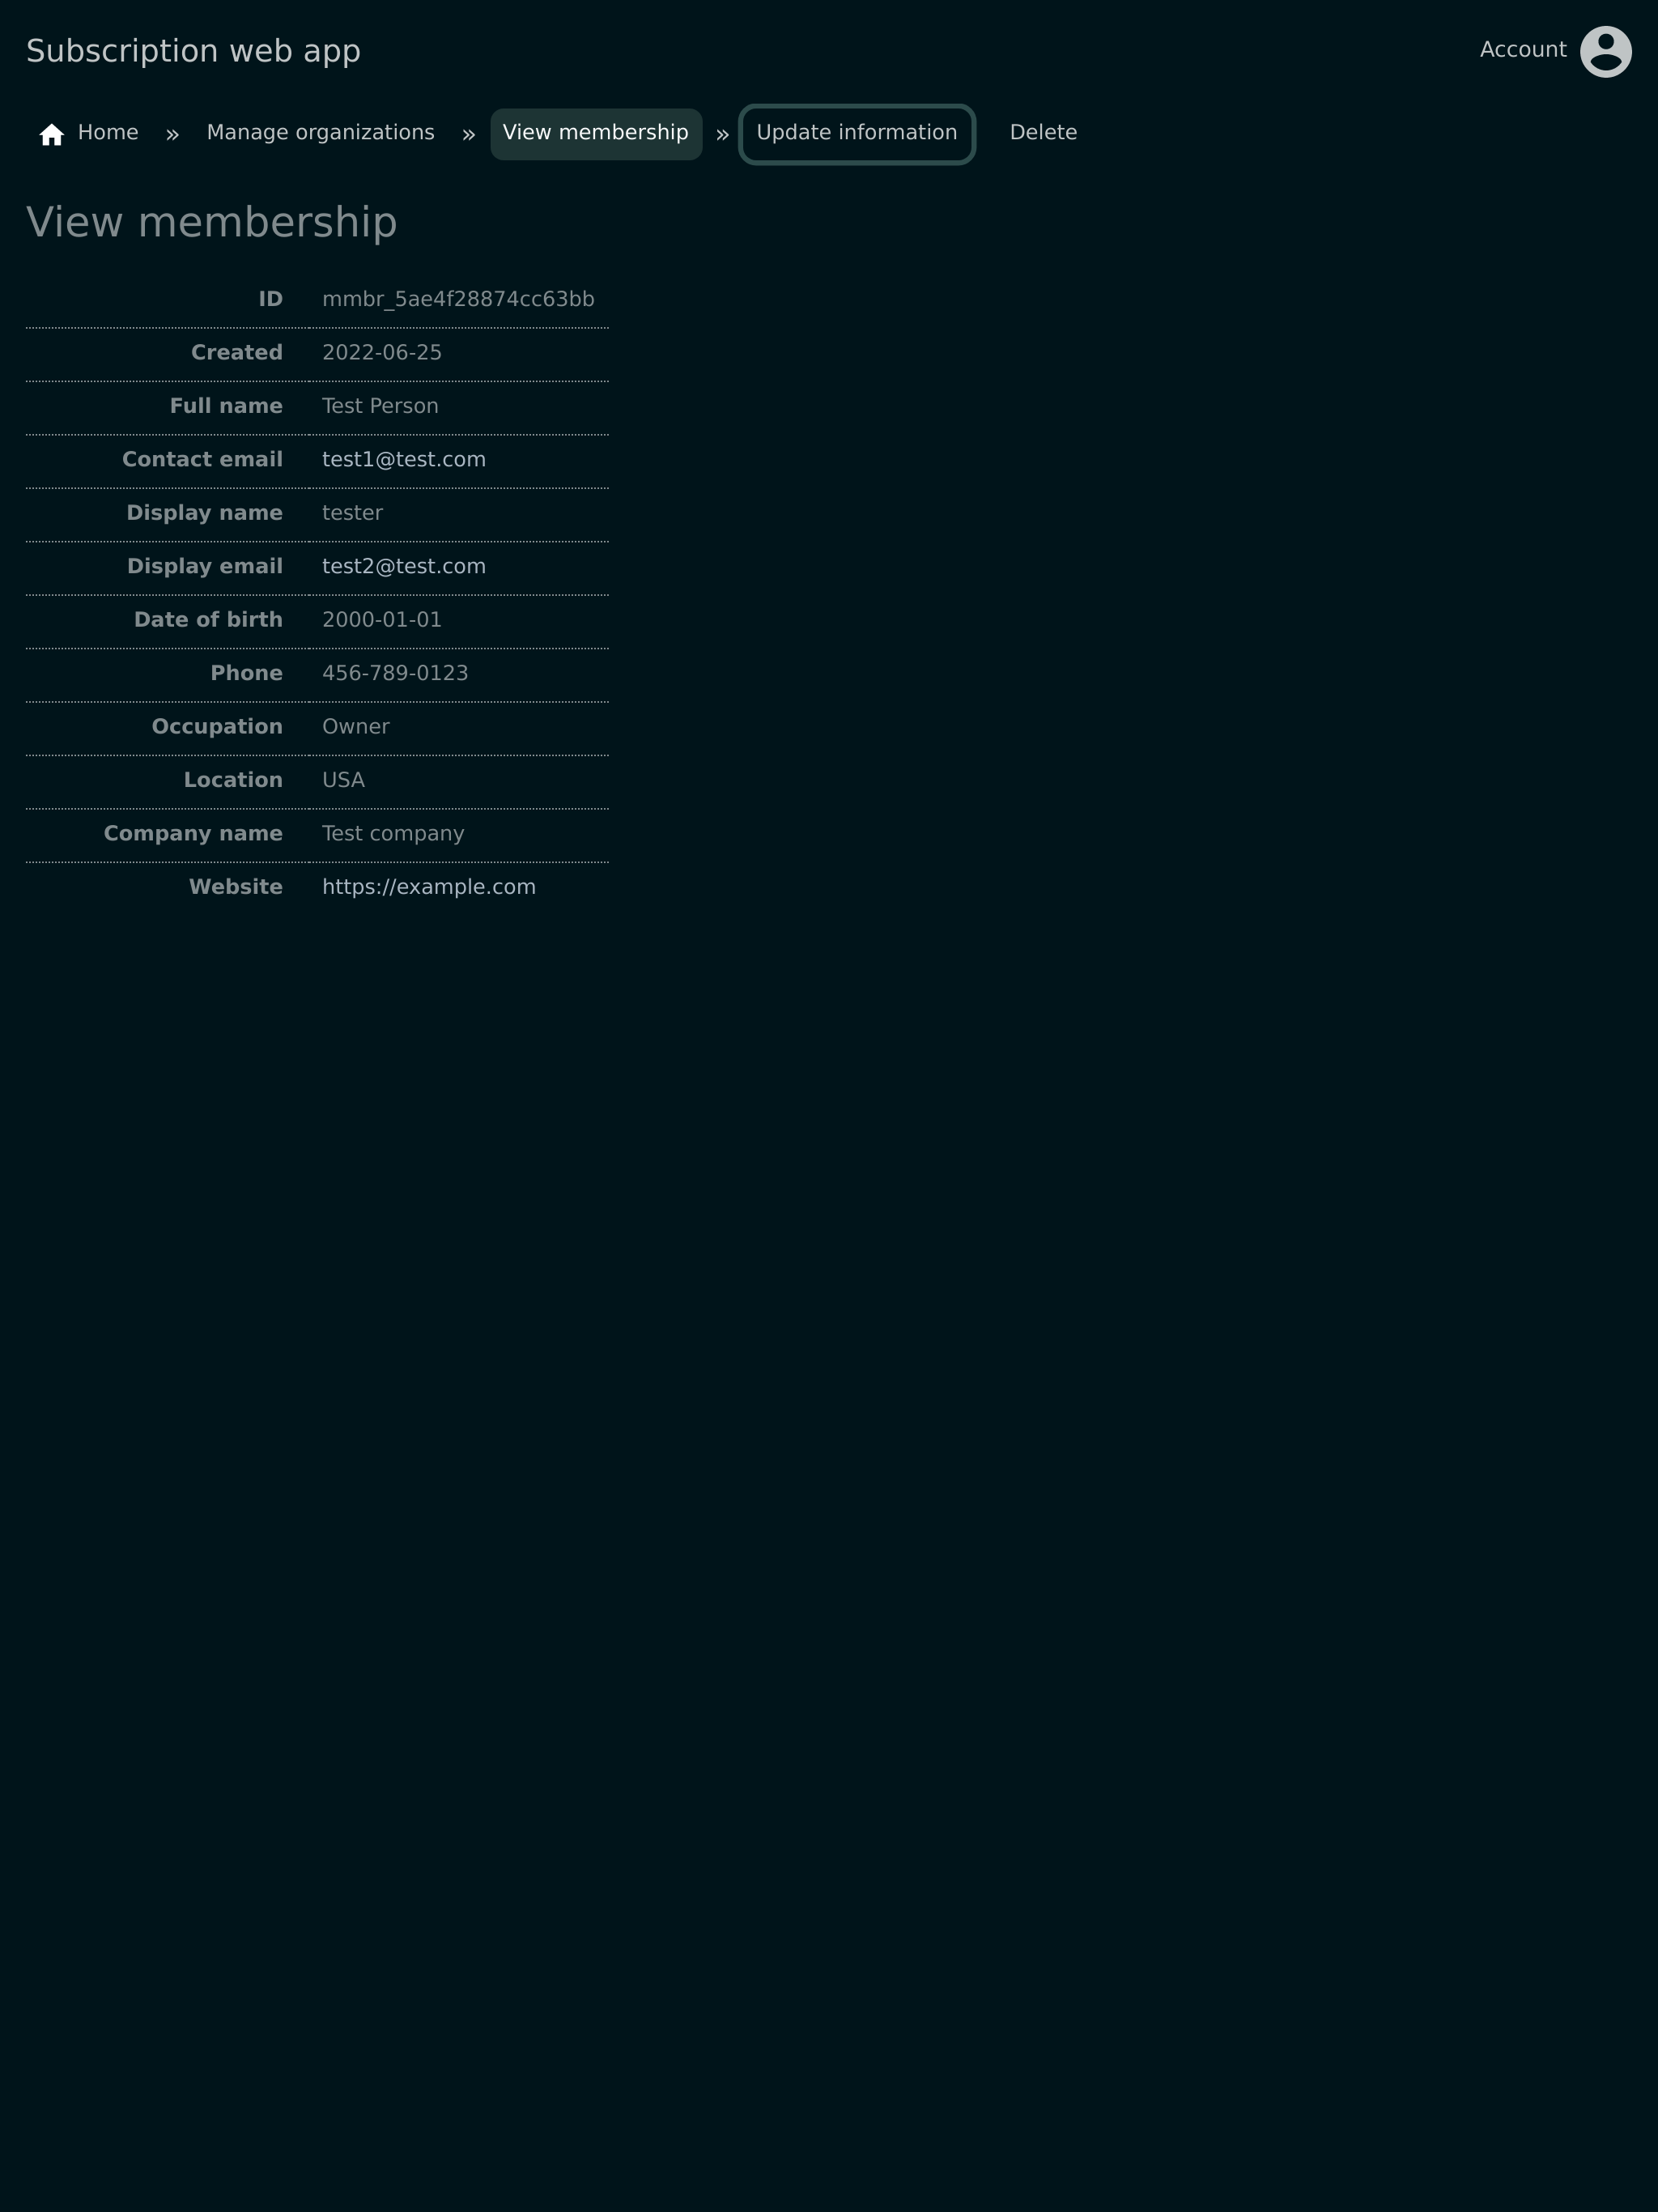 Subscription web app
Account
Home » Manage organizations » View membership » Update information Delete
View membership
ID mmbr_5ae4f28874cc63bb
Created 2022-06-25
Full name Test Person
Contact email test1@test.com
Display name tester
Display email test2@test.com
Date of birth 2000-01-01
Phone 456-789-0123
Occupation Owner
Location USA
Company name Test company
Website https://example.com